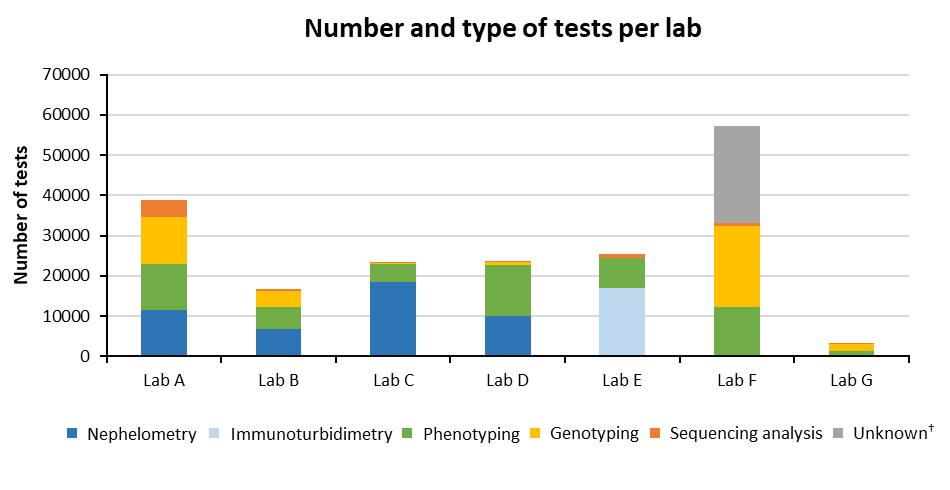 Number and type of tests per lab
Number of tests
70000
60000
50000
40000
30000
20000
10000
0
Lab A Lab B Lab C Lab D Lab E Lab F Lab G
Nephelometry Immunoturbidimetry Phenotyping Genotyping Sequencing analysis Unknown†